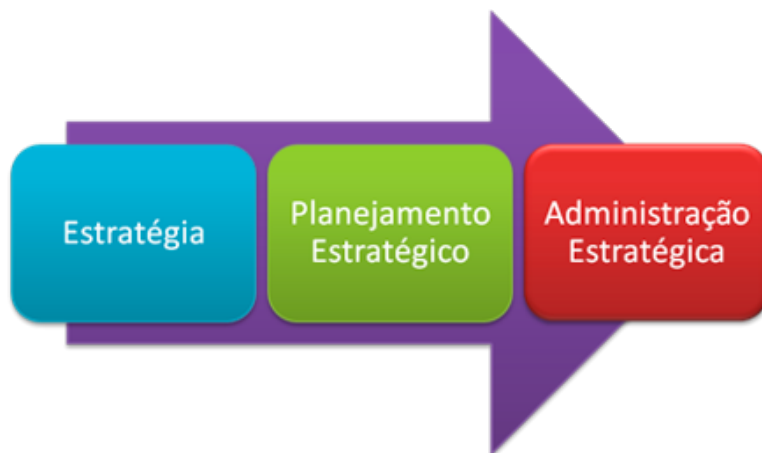 Estratégia
Planejamento
Estratégico
Administração
Estratégica